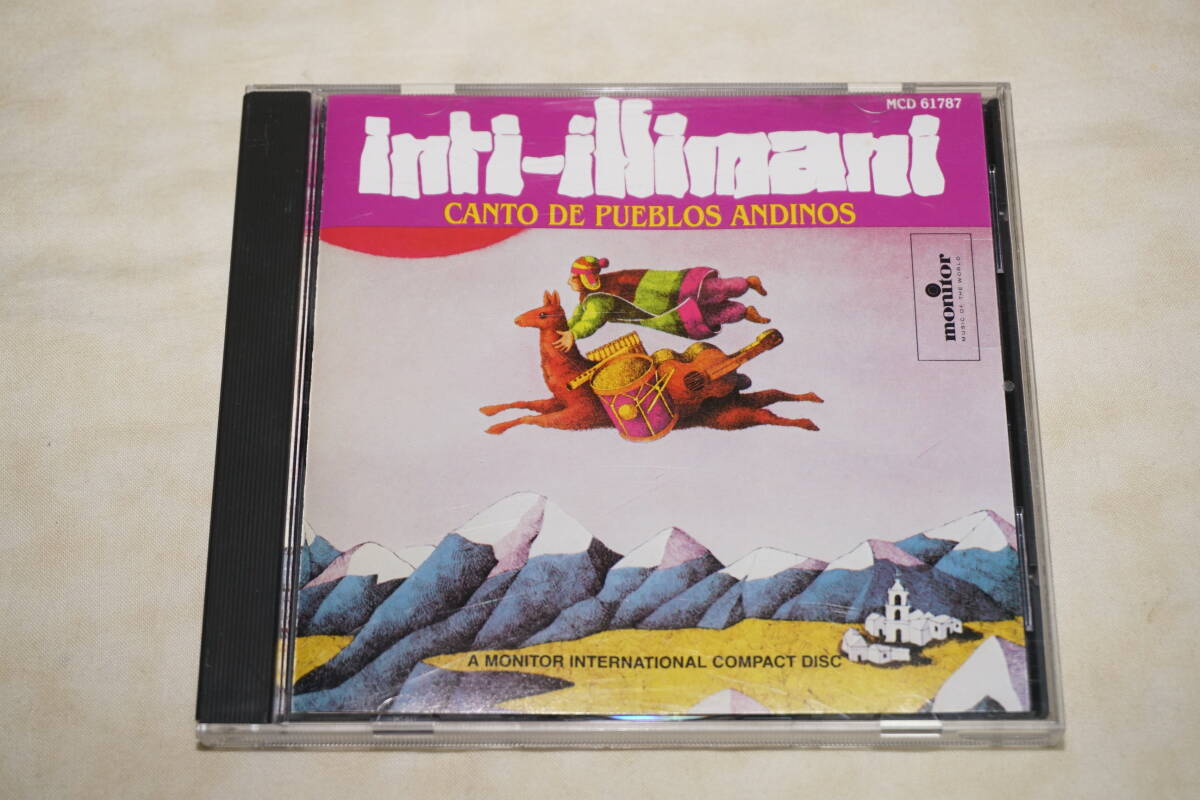 MCD 61787
inti-illimani
CANTO DE PUEBLOS ANDINOS
monitor
MUSIC OF THE WORLD
A MONITOR INTERNATIONAL COMPACT DISC